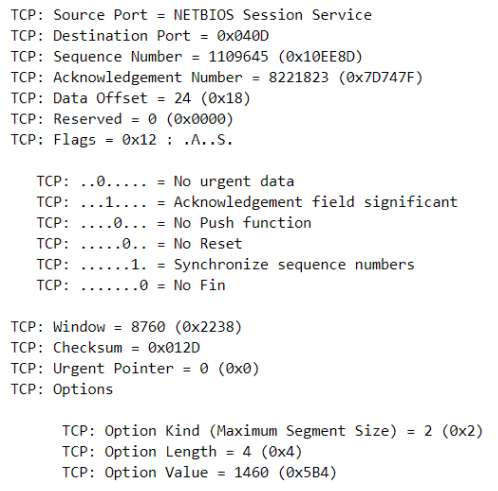 TCP: Source Port = NETBIOS Session Service
TCP: Destination Port = 0x040D
TCP: Sequence Number = 1109645 (0x10EE8D)
TCP: Acknowledgement Number = 8221823 (0x7D747F)
TCP: Data Offset = 24 (0x18)
TCP: Reserved = 0 (0x0000)
TCP: Flags = 0x12 : .A..S.
TCP: ..0..... = No urgent data
TCP: ...1.... = Acknowledgement field significant
TCP: ....0... = No Push function
TCP: .....0.. = No Reset
TCP: ......1. = Synchronize sequence numbers
TCP: .......0 = No Fin
TCP: Window = 8760 (0x2238)
TCP: Checksum = 0x012D
TCP: Urgent Pointer = 0 (0x0)
TCP: Options
TCP: Option Kind (Maximum Segment Size) = 2 (0x2)
TCP: Option Length = 4 (0x4)
TCP: Option Value = 1460 (0x5B4)